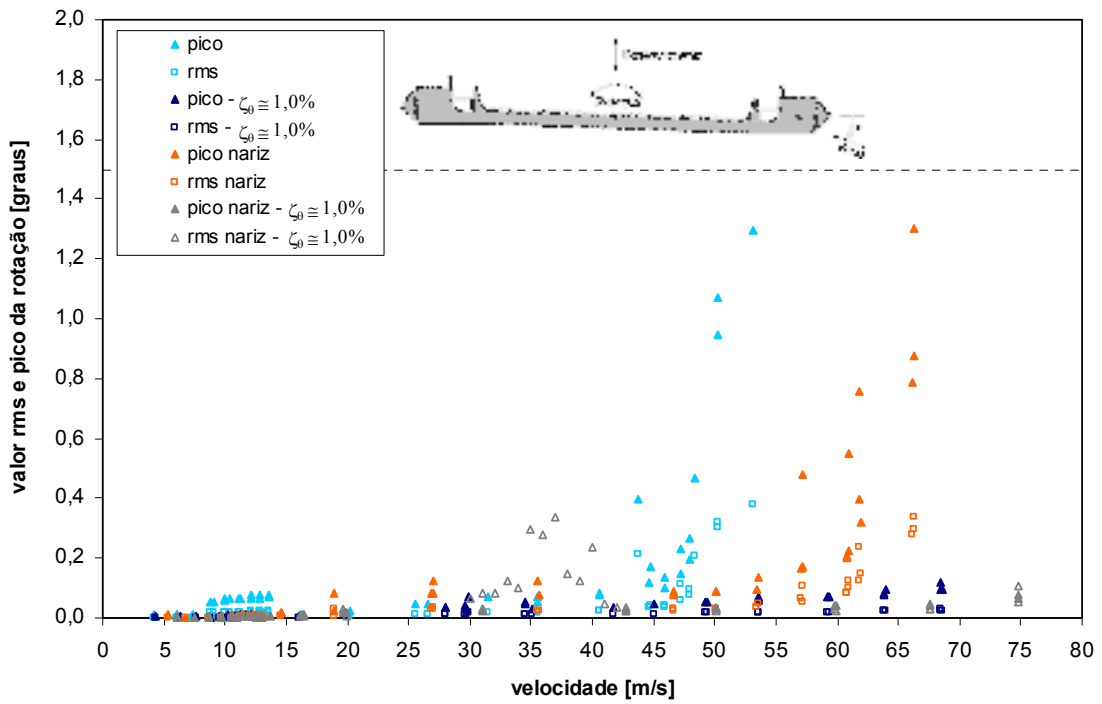 valor rms e pico da rotação [graus]
2,0
1,8
1,6
1,4
1,2
1,0
0,8
0,6
0,4
0,2
0,0
pico
rms
pico - ζθ ≅ 1,0%
rms - ζθ ≅ 1,0%
pico nariz
rms nariz
pico nariz - ζθ ≅ 1,0%
rms nariz - ζθ ≅ 1,0%
0 5 10 15 20 25 30 35 40 45 50 55 60 65 70 75 80
velocidade [m/s]